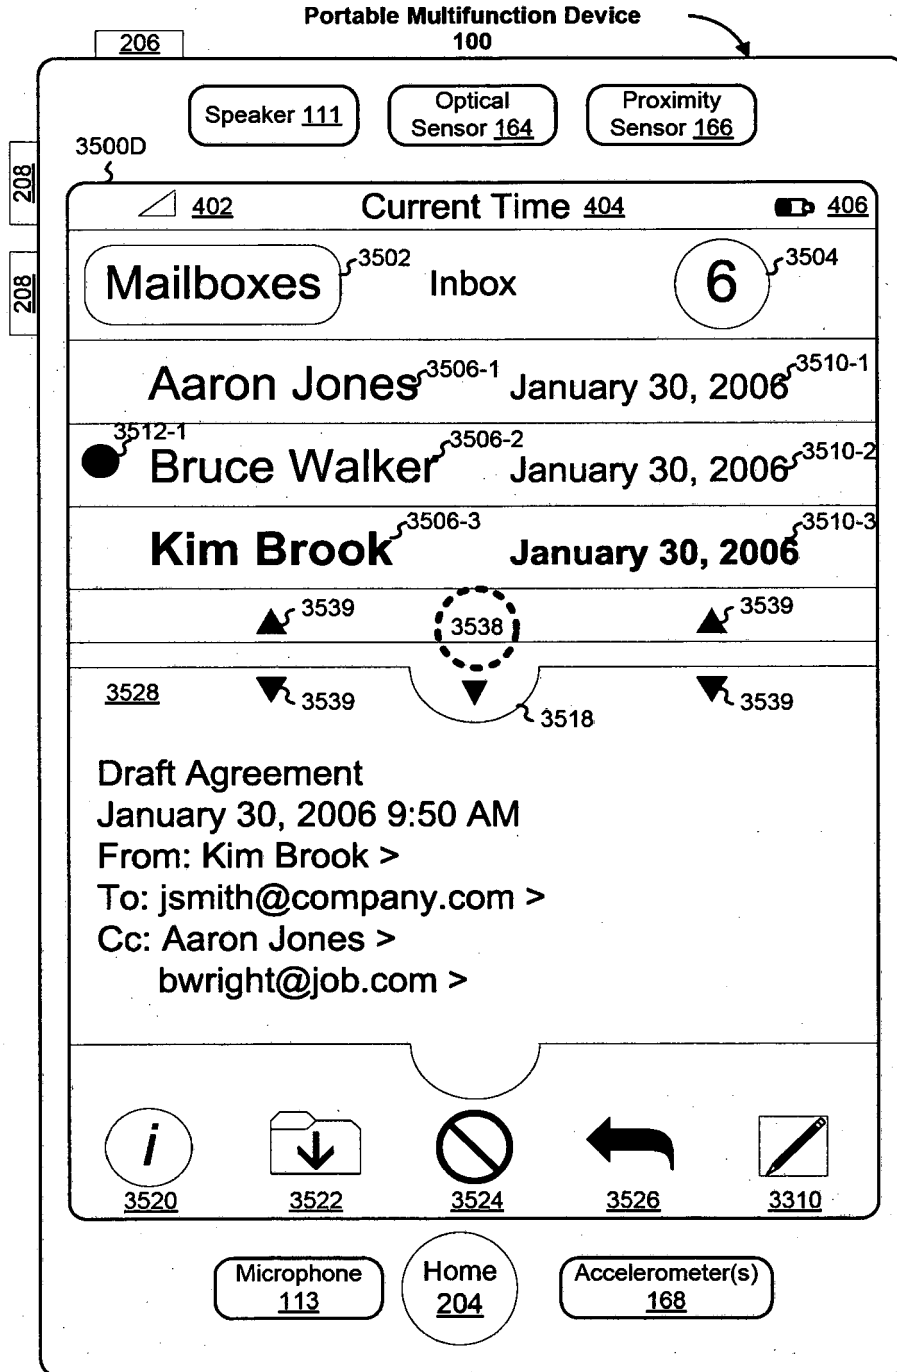 Portable Multifunction Device
100
206
Speaker 111
Optical
Sensor 164
Proximity
Sensor 166
3500D
208
402
Current Time 404
406
208
Mailboxes
3502
Inbox
6
3504
Aaron Jones
3506-1
January 30, 2006
3510-1
3512-1
Bruce Walker
3506-2
January 30, 2006
3510-2
Kim Brook
3506-3
January 30, 2006
3510-3
3539
3538
3539
3528
3539
3518
3539
Draft Agreement
January 30, 2006 9:50 AM
From: Kim Brook >
To: jsmith@company.com >
Cc: Aaron Jones >
bwright@job.com >
i
3520
3522
3524
3526
3310
Microphone
113
Home
204
Accelerometer(s)
168